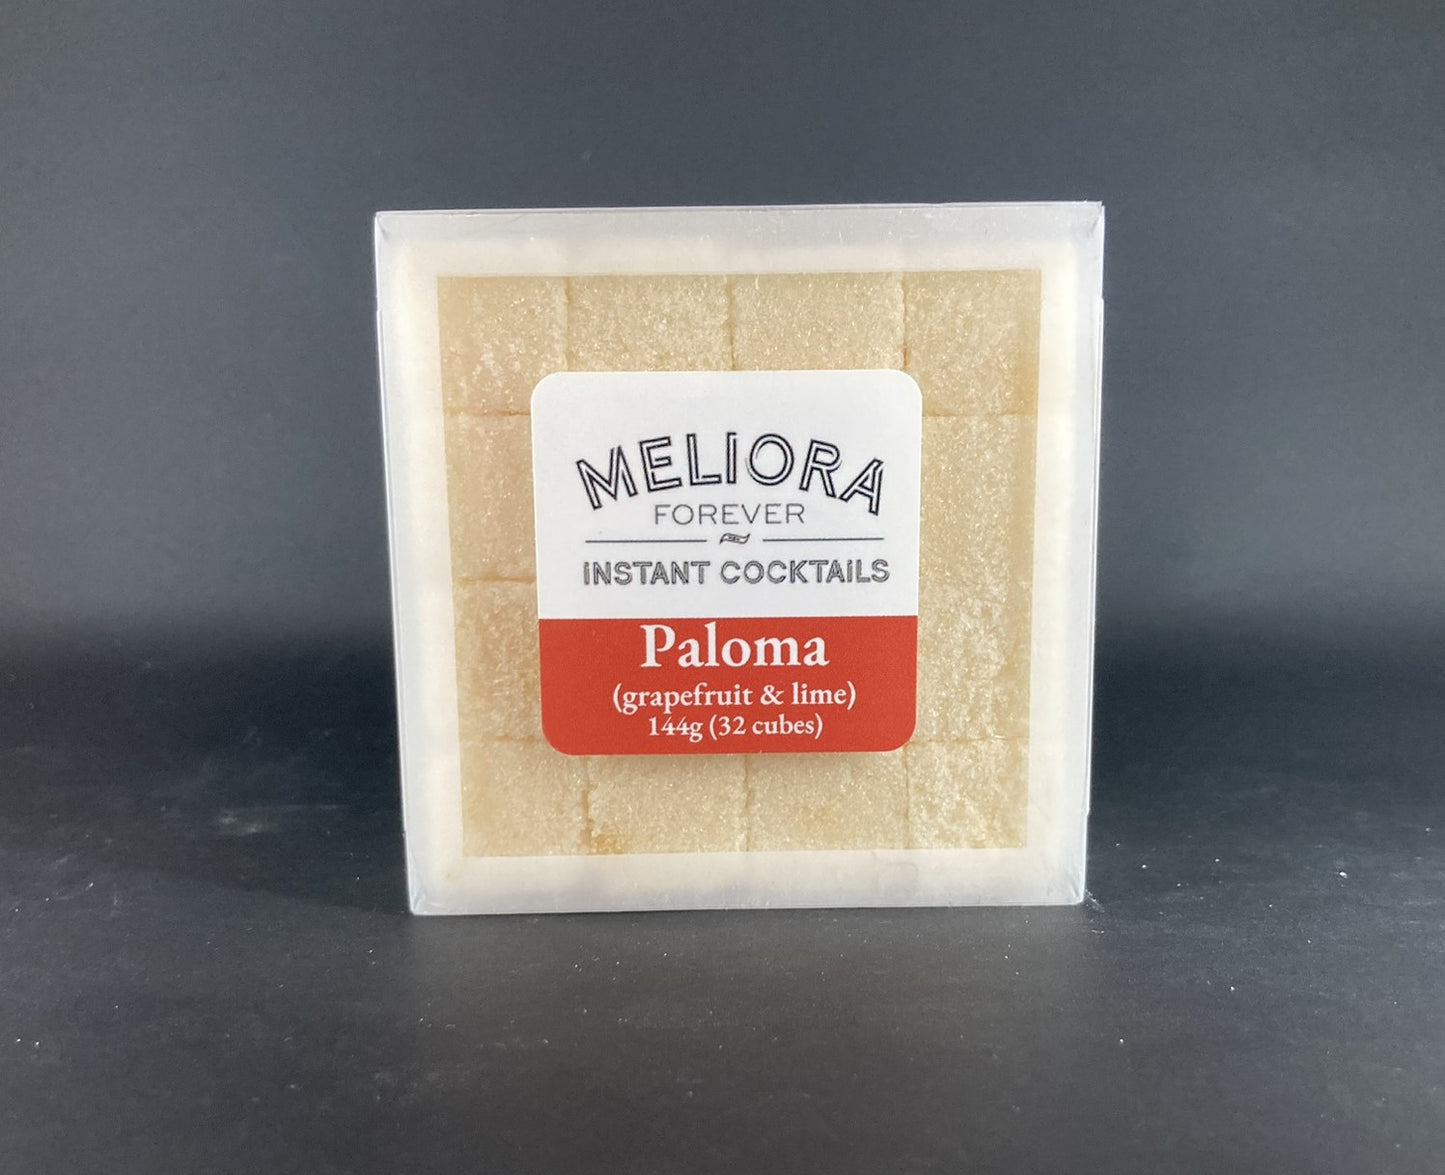 MELIORA
FOREVER
INSTANT COCKTAILS
Paloma
(grapefruit & lime)
144g (32 cubes)